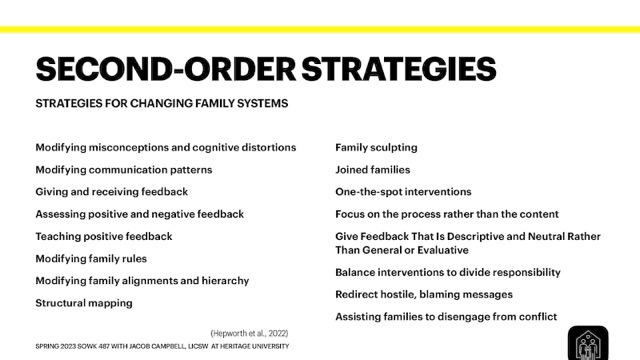 SECOND-ORDER STRATEGIES
STRATEGIES FOR CHANGING FAMILY SYSTEMS
Modifying misconceptions and cognitive distortions
Modifying communication patterns
Giving and receiving feedback
Assessing positive and negative feedback
Teaching positive feedback
Modifying family rules
Modifying family alignments and hierarchy
Structural mapping
Family sculpting
Joined families
One-the-spot interventions
Focus on the process rather than the content
Give Feedback That Is Descriptive and Neutral Rather
Than General or Evaluative
Balance interventions to divide responsibility
Redirect hostile, blaming messages
Assisting families to disengage from conflict
(Hepworth et al., 2022)
SPRING 2023 SOWK 487 WITH JACOB CAMPBELL, LICSW AT HERITAGE UNIVERSITY